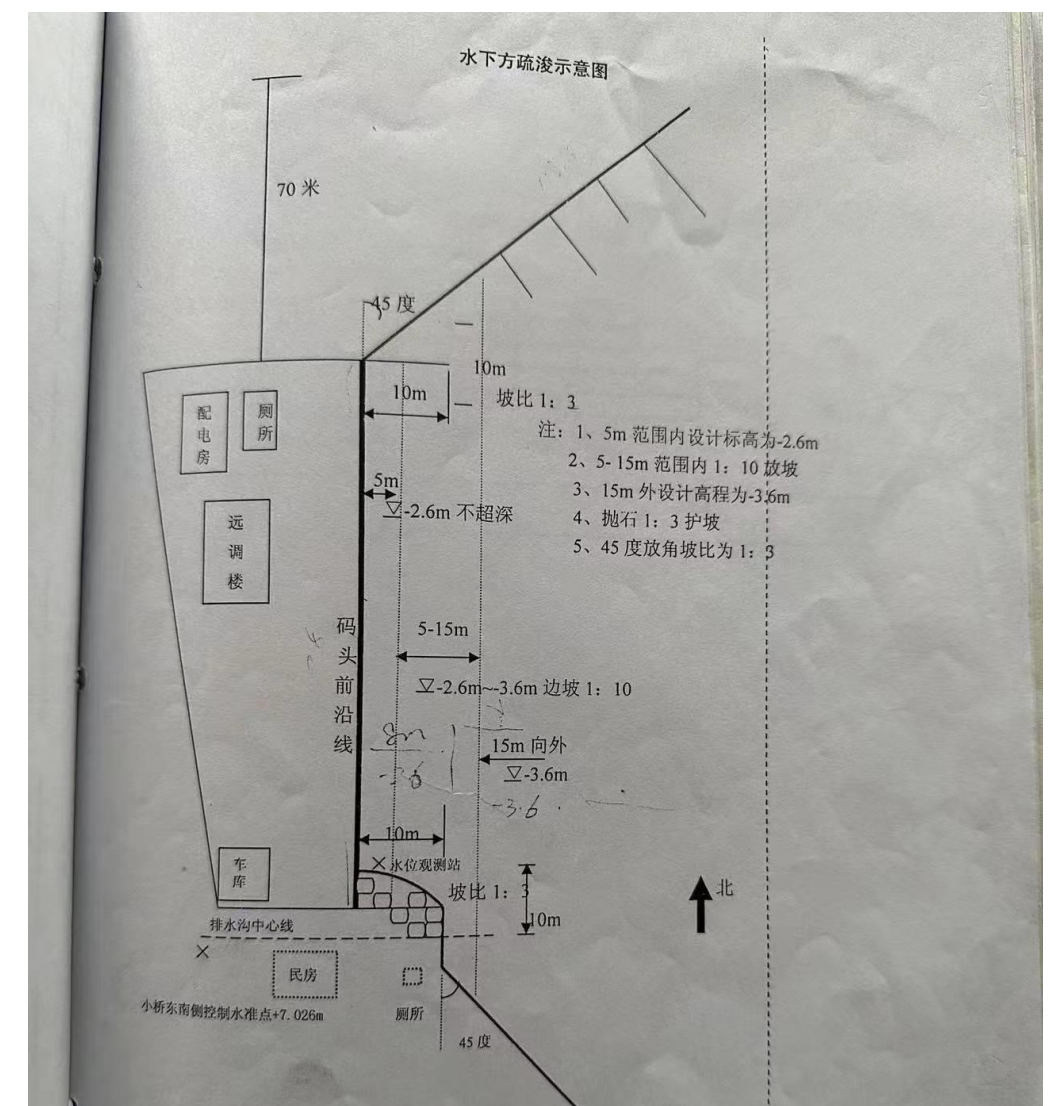 水下方疏浚示意图
70 米
45 度
10m
10m
坡比 1：3
注：1、5m 范围内设计标高为-2.6m
2、5- 15m 范围内 1：10 放坡
3、15m 外设计高程为-3.6m
4、抛石 1：3 护坡
5、45 度放角坡比为 1：3
配电房
厕所
5m
-2.6m 不超深
远调楼
码头前沿线
5-15m
-2.6m~-3.6m 边坡 1：10
8m
-3.6
15m 向外
-3.6m
-3.6
10m
水位观测站
车库
坡比 1：3
10m
北
排水沟中心线
民房
厕所
小桥东南侧控制水准点+7.026m
45 度